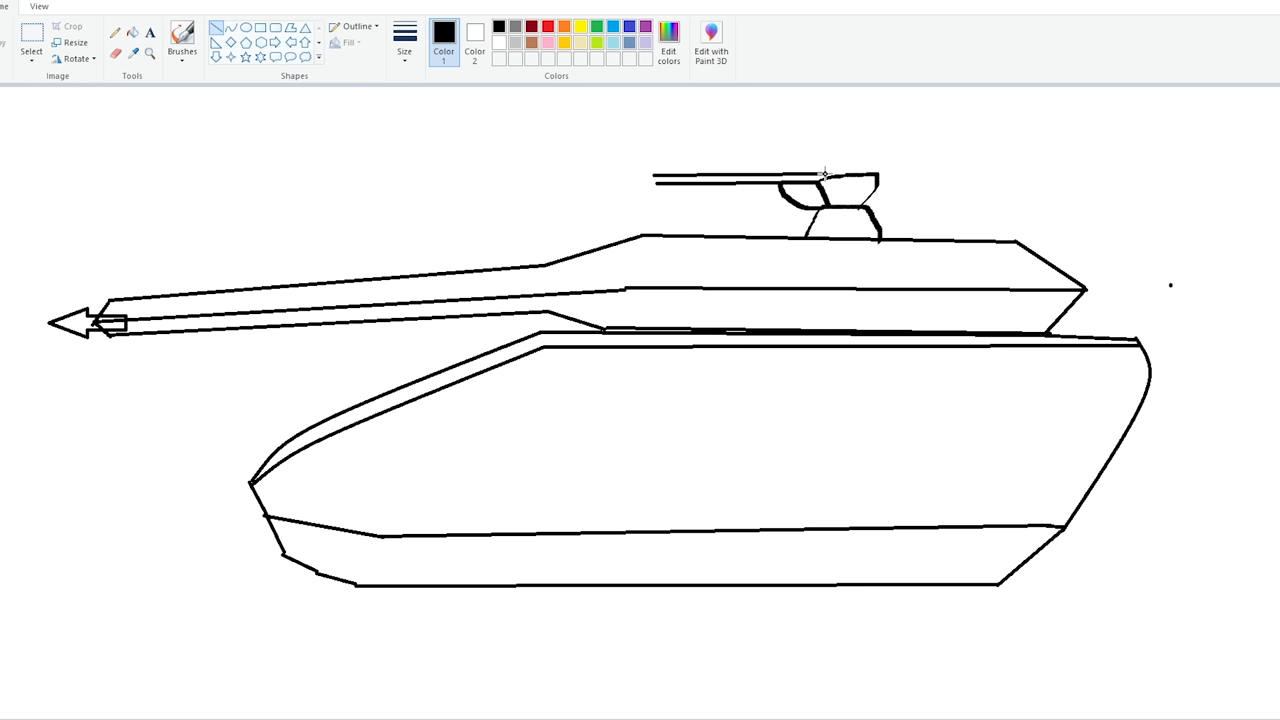 me View
Select
Crop
Resize
Rotate
Image
A
Tools
Brushes
Shapes
Outline
Fill
Size
Color
1
Color
2
Colors
Edit
colors
Edit with
Paint 3D